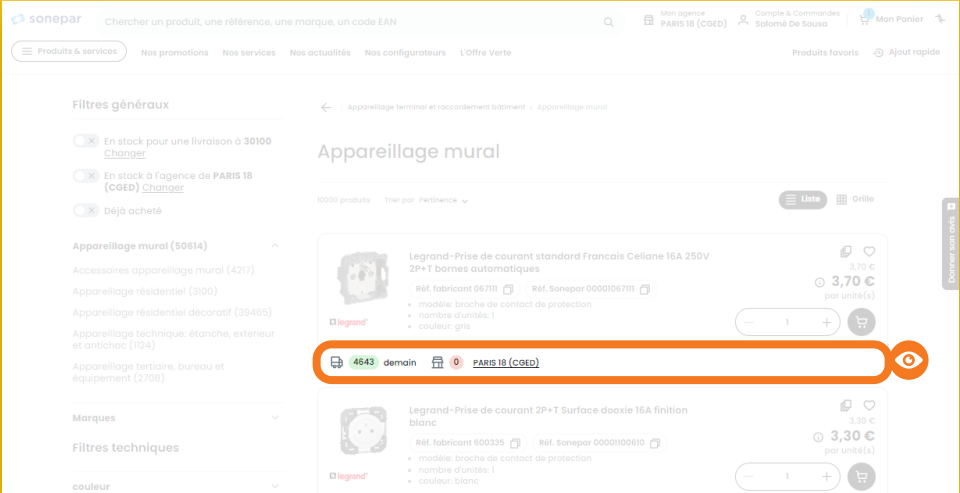 sonepar
Chercher un produit, une référence, une marque, un code EAN
Mon agence
PARIS 18 (CGED)
Compte & Commandes
Salomé De Sousa
Mon Panier
Produits & services
Nos promotions
Nos services
Nos actualités
Nos configurateurs
L'Offre Verte
Produits favoris
Ajout rapide
Filtres généraux
En stock pour une livraison à 30100
Changer
En stock à l'agence de PARIS 18
(CGED) Changer
Déjà acheté
Appareillage mural (50614)
Accessoires appareillage mural (4217)
Appareillage résidentiel (3100)
Appareillage résidentiel décoratif (39465)
Appareillage technique: étanche, exterieur
et antichoc (1124)
Appareillage tertiaire, bureau et
équipement (2708)
Marques
Filtres techniques
couleur
Appareillage terminal et raccordement bâtiment › Appareillage mural
Appareillage mural
10000 produits
Trier par Pertinence
Liste
Grille
Legrand-Prise de courant standard Francais Celiane 16A 250V
2P+T bornes automatiques
Réf. fabricant 067111
Réf. Sonepar 00001067111
• modèle: broche de contact de protection
• nombre d'unités: 1
• couleur: gris
legrand
3,70 €
3,70 €
par unité(s)
1
4643 demain
0 PARIS 18 (CGED)
Legrand-Prise de courant 2P+T Surface dooxie 16A finition
blanc
Réf. fabricant 600335
Réf. Sonepar 00001100610
• modèle: broche de contact de protection
• nombre d'unités: 1
• couleur: blanc
legrand
3,30 €
3,30 €
par unité(s)
1
Donner son avis